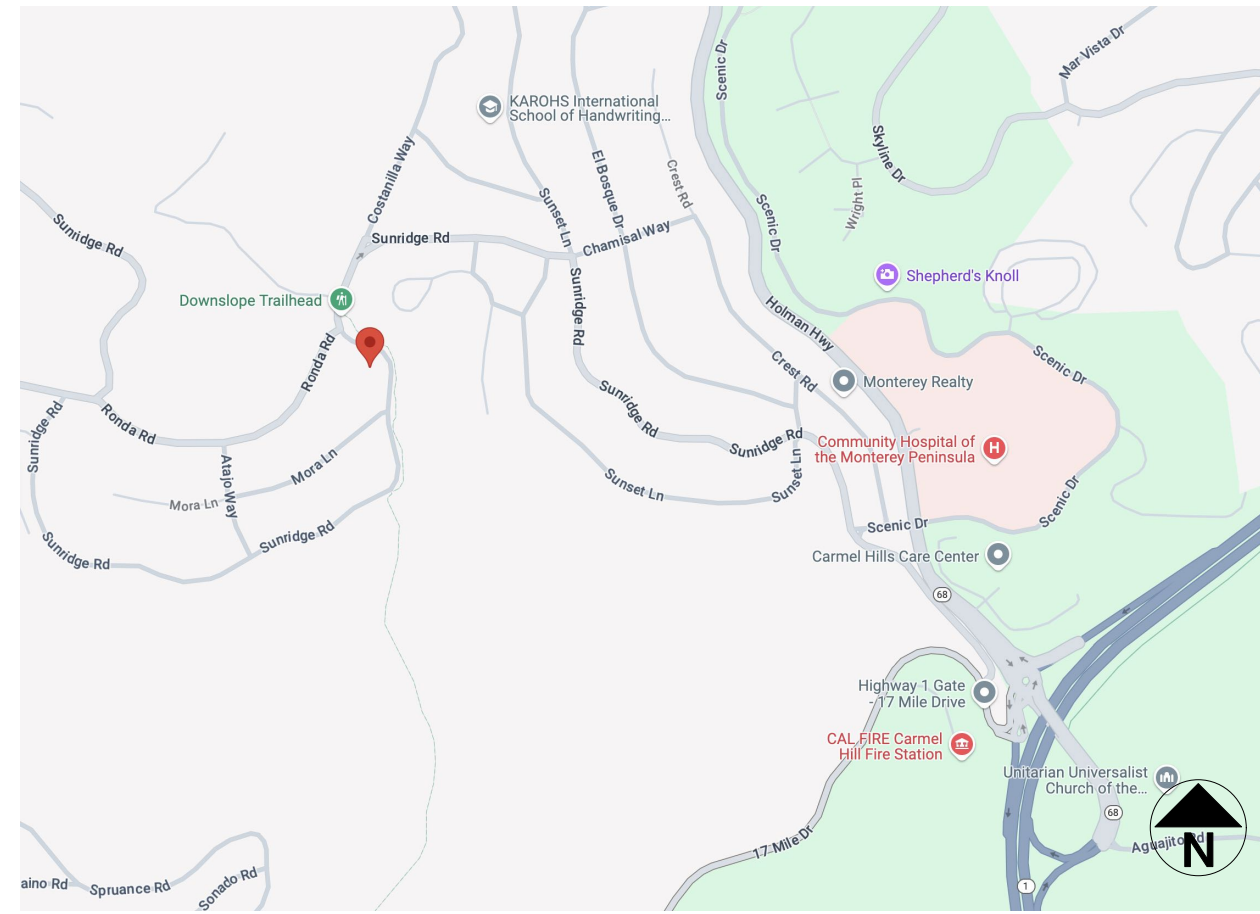 Mar Vista Dr
Scenic Dr
KAROHS International
School of Handwriting...
Skyline Dr
Costanilla Way
El Bosque Dr
Crest Rd
Wright Pl
Sunset Ln
Scenic Dr
Sunridge Rd
Sunridge Rd
Chamisal Way
Shepherd's Knoll
Downslope Trailhead
Sunridge Rd
Holman Hwy
Ronda Rd
Scenic Dr
Crest Rd
Monterey Realty
Sunridge Rd
Ronda Rd
Sunridge Rd
Sunridge Rd
Community Hospital of
the Monterey Peninsula
Mora Ln
Atajo Way
Sunset Ln
Sunset Ln
Mora Ln
Scenic Dr
Scenic Dr
Sunridge Rd
Sunridge Rd
Carmel Hills Care Center
68
Highway 1 Gate
- 17 Mile Drive
CAL FIRE Carmel
Hill Fire Station
Unitarian Universalist
Church of the...
68
17 Mile Dr
Aguajito Rd
N
aino Rd
Spruance Rd
Sonado Rd
1